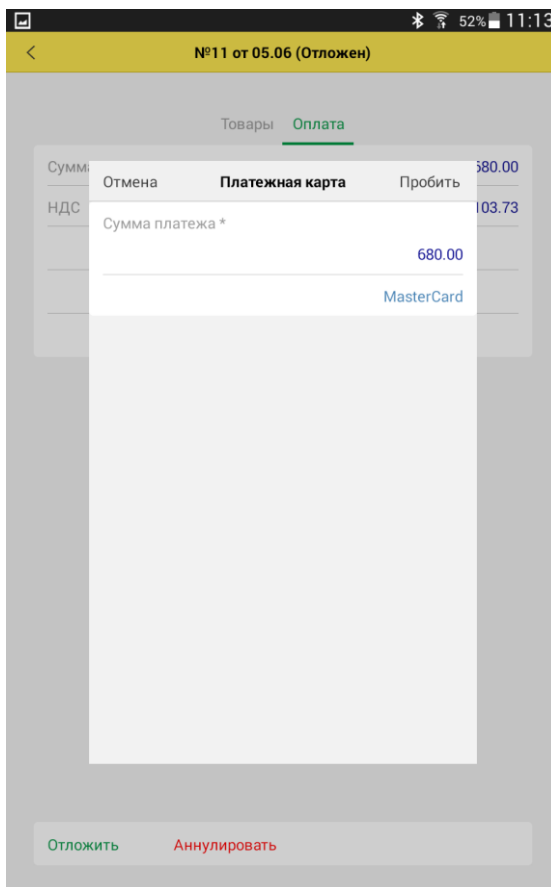 52% 11:13
№11 от 05.06 (Отложен)
Товары Оплата
680.00
Отмена Платежная карта Пробить
НДС 103.73
Сумма платежа *
680.00
MasterCard
Отложить Аннулировать